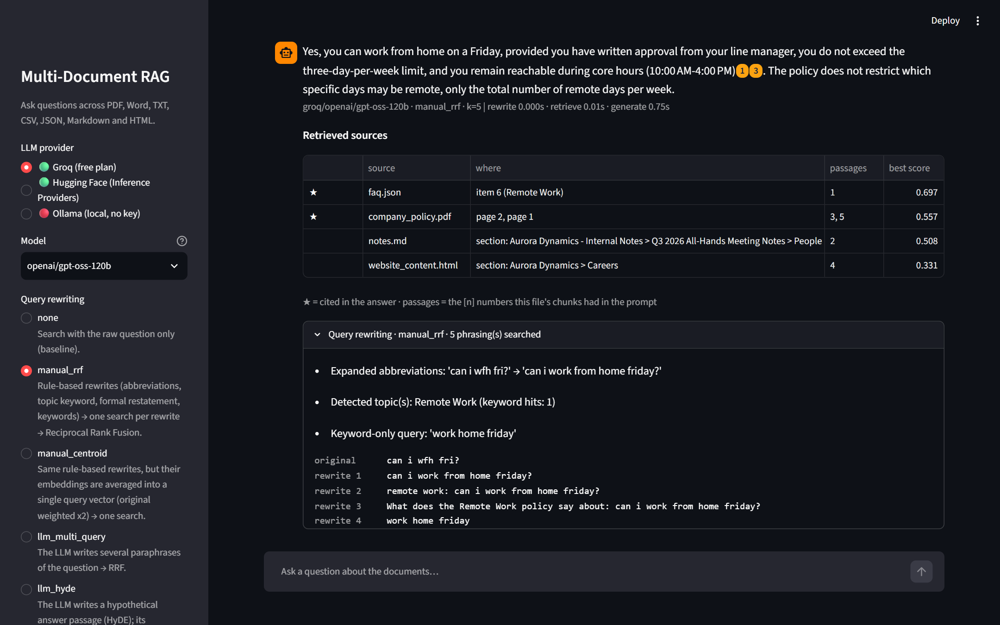 Deploy
Multi-Document RAG
Ask questions across PDF, Word, TXT,
CSV, JSON, Markdown and HTML.
LLM provider
Groq (free plan)
Hugging Face (Inference
Providers)
Ollama (local, no key)
Model
openai/gpt-oss-120b
Query rewriting
none
Search with the raw question only
(baseline).
manual_rrf
Rule-based rewrites (abbreviations,
topic keyword, formal restatement,
keywords) → one search per rewrite
→ Reciprocal Rank Fusion.
manual_centroid
Same rule-based rewrites, but their
embeddings are averaged into a
single query vector (original
weighted x2) → one search.
llm_multi_query
The LLM writes several paraphrases
of the question → RRF.
llm_hyde
The LLM writes a hypothetical
answer passage (HyDE); its
Yes, you can work from home on a Friday, provided you have written approval from your line manager, you do not exceed the
three-day-per-week limit, and you remain reachable during core hours (10:00 AM-4:00 PM) 1 3 . The policy does not restrict which
specific days may be remote, only the total number of remote days per week.
groq/openai/gpt-oss-120b · manual_rrf · k=5 | rewrite 0.000s · retrieve 0.01s · generate 0.75s
Retrieved sources
source where passages best score
★ faq.json item 6 (Remote Work) 1 0.697
★ company_policy.pdf page 2, page 1 3, 5 0.557
notes.md section: Aurora Dynamics - Internal Notes > Q3 2026 All-Hands Meeting Notes > People 2 0.508
website_content.html section: Aurora Dynamics > Careers 4 0.331
★ = cited in the answer · passages = the [n] numbers this file's chunks had in the prompt
Query rewriting · manual_rrf · 5 phrasing(s) searched
• Expanded abbreviations: 'can i wfh fri?' → 'can i work from home friday?'
• Detected topic(s): Remote Work (keyword hits: 1)
• Keyword-only query: 'work home friday'
original can i wfh fri?
rewrite 1 can i work from home friday?
rewrite 2 remote work: can i work from home friday?
rewrite 3 What does the Remote Work policy say about: can i work from home friday?
rewrite 4 work home friday
Ask a question about the documents…